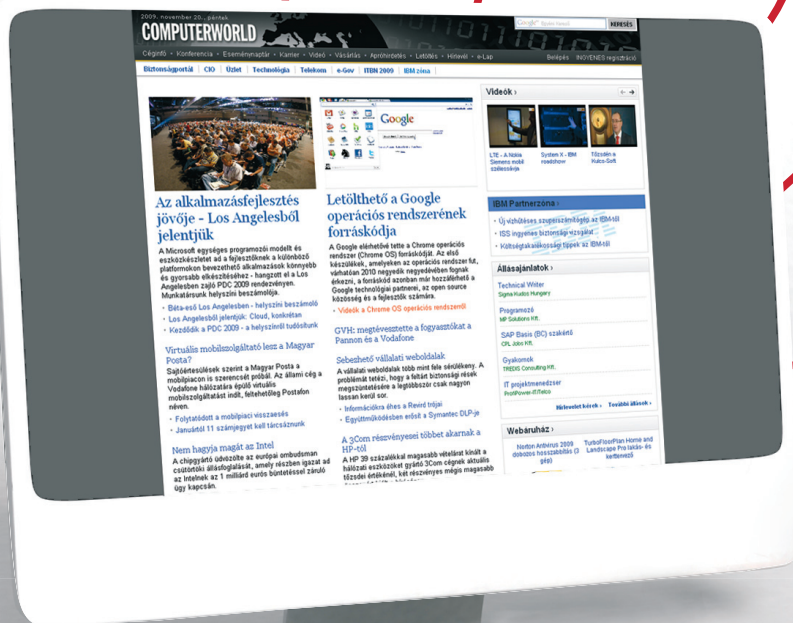 2009. november 20., péntek
COMPUTERWORLD
Google™
KERESÉS
Céginfó • Konferencia • Eseménynaptár • Karrier • Videó • Vásárlás • Apróhirdetés • Letöltés • Hírlevél • e-Lap
Belépés INGYENES regisztráció
Biztonságportál | CIO | Üzlet | Technológia | Telekom | e-Gov | ITBN 2009 | IBM zóna
Az alkalmazásfejlesztés
jövője - Los Angelesből
jelentjük
A Microsoft egységes programozói modellt és
eszközkészletet ad a fejlesztőknek a különböző
platformokon bevezethető alkalmazások könnyebb
és gyorsabb elkészítéséhez - hangzott el a Los
Angelesben zajló PDC 2009 rendezvényen.
Munkatársunk helyszíni beszámolója.
• Béta-eső Los Angelesben - helyszíni beszámoló
• Los Angelesből jelentjük: Cloud, konkrétan
• Kezdődik a PDC 2009 - a helyszínről tudósítunk
Virtuális mobilszolgáltató lesz a Magyar
Posta?
Sajtóértesülések szerint a Magyar Posta a
mobilpiacon is szerencsét próbál. Az állami cég a
Vodafone hálózatára épülő virtuális
mobilszolgáltatást indít, feltehetőleg Postafon
néven.
• Folytatódott a mobilpiaci visszaesés
• Januártól 11 számjegyet kell tárcsáznunk
Nem hagyja magát az Intel
A chipgyártó üdvözölte az európai ombudsman
csütörtöki állásfoglalását, amely részben igazat ad
az Intelnek az 1 milliárd eurós büntetéssel záruló
ügy kapcsán.
Google
Letölthető a Google
operációs rendszerének
forráskódja
A Google elérhetővé tette a Chrome operációs
rendszer (Chrome OS) forráskódját. Az első
készülékek, amelyeken az operációs rendszer fut,
várhatóan 2010 negyedik negyedévében fognak
érkezni, a forráskód azonban már hozzáférhető a
Google technológiai partnerei, az open source
közösség és a fejlesztők számára.
• Videók a Chrome OS operációs rendszerről
GVH: megtévesztette a fogyasztókat a
Pannon és a Vodafone
Sebezhető vállalati weboldalak
A vállalati weboldalak több mint fele sérülékeny. A
problémát tetézi, hogy a feltárt biztonsági rések
megszüntetésére a legtöbbször csak nagyon
lassan kerül sor.
• Információkra éhes a Reviró trójai
• Együttműködésben erősít a Symantec DLP-je
A 3Com részvényesei többet akarnak a
HP-tól
A HP 39 százalékkal magasabb vételárat kínált a
hálózati eszközöket gyártó 3Com cégnek aktuális
tőzsdei értékénél, két részvényes mégis magasabb
Videók ›
LTE - A Nokia
Siemens mobil
szélessávja
System X - IBM
roadshow
Tőzsdén a
Kulcs-Soft
IBM Partnerzóna ›
• Új vízhűtéses szuperszámítógép az IBM-től
• ISS ingyenes biztonsági vizsgálat
• Költségtakarékossági tippek az IBM-től
Állásajánlatok ›
Technical Writer
Sigma Kudos Hungary
Programozó
MP Solutions Kft.
SAP Basis (BC) szakértő
CPL Jobs Kft.
Gyakornok
TREDIS Consulting Kft.
IT projektmenedzser
ProfiPower-IT/Telco
Hírlevelet kérek › További állások ›
Webáruház ›
Norton Antivirus 2009
dobozos hosszabbítás (3
gép)
TurboFloorPlan Home and
Landscape Pro lakás- és
kerttervező